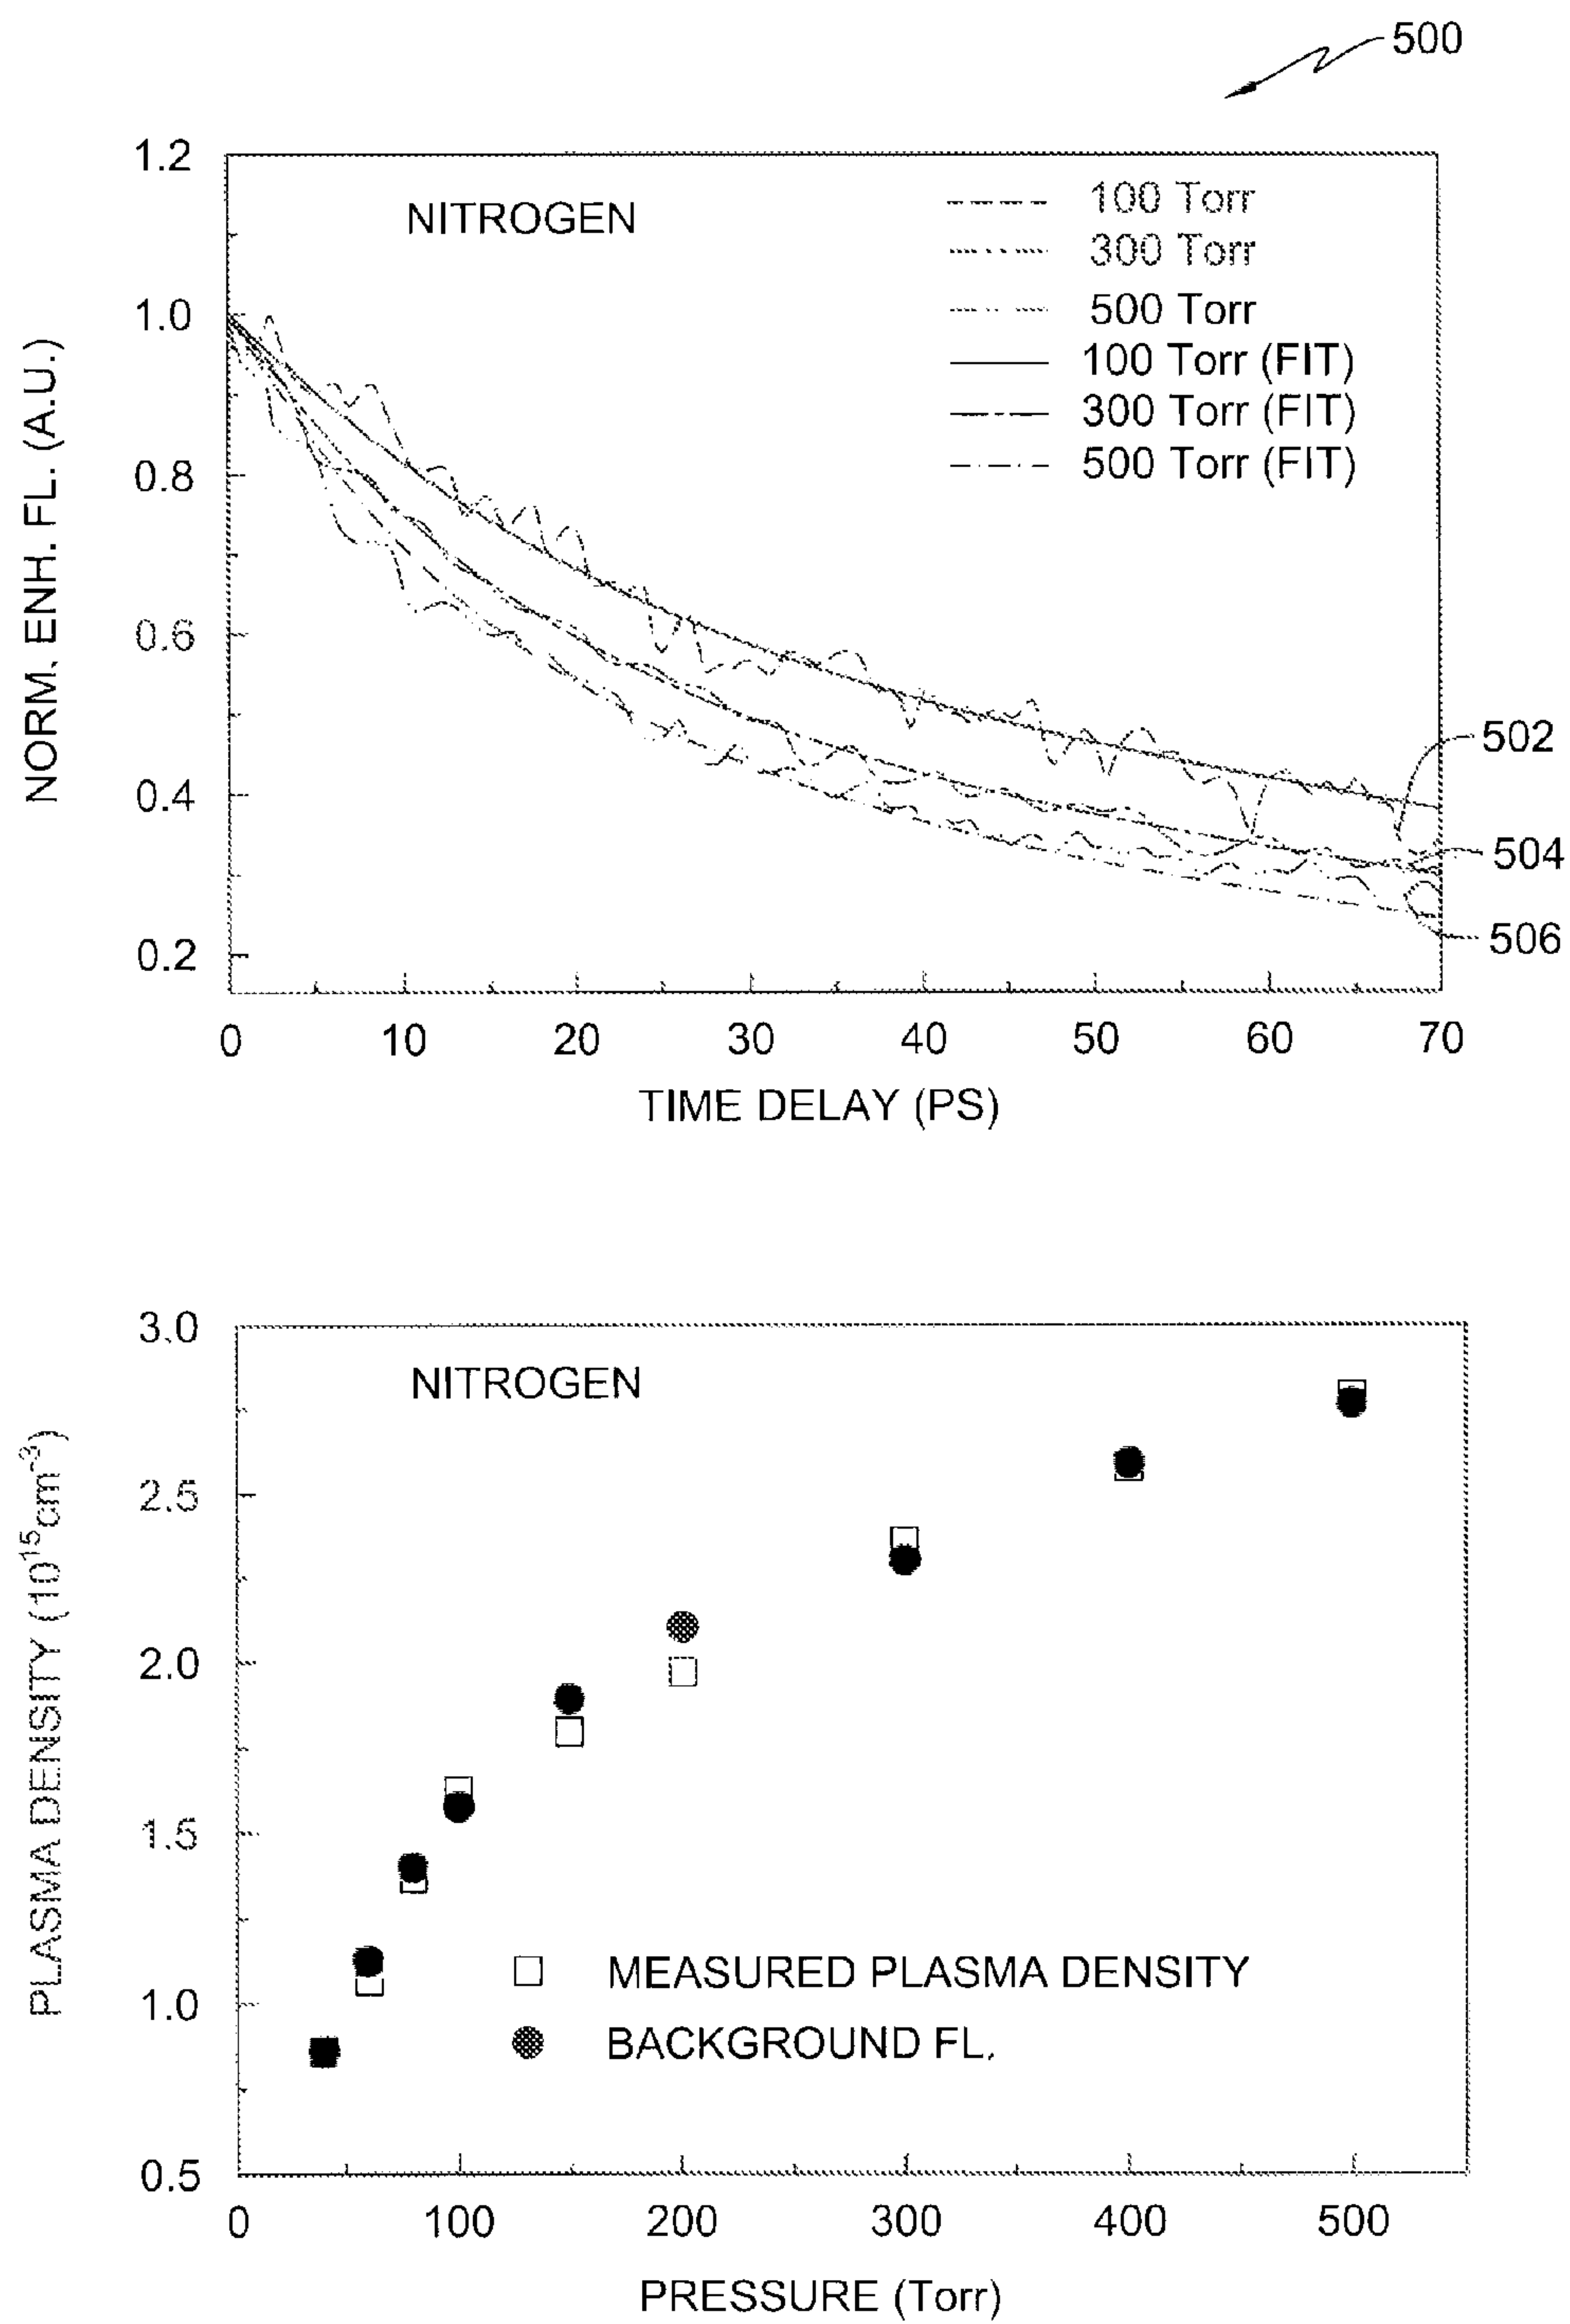 500
1.2
NITROGEN
100 Torr
300 Torr
500 Torr
100 Torr (FIT)
300 Torr (FIT)
500 Torr (FIT)
1.0
0.8
0.6
0.4
0.2
NORM. ENH. FL. (A.U.)
502
504
506
0 10 20 30 40 50 60 70
TIME DELAY (PS)
3.0
NITROGEN
2.5
2.0
1.5
1.0
0.5
PLASMA DENSITY (10¹⁵cm⁻³)
MEASURED PLASMA DENSITY
BACKGROUND FL.
0 100 200 300 400 500
PRESSURE (Torr)